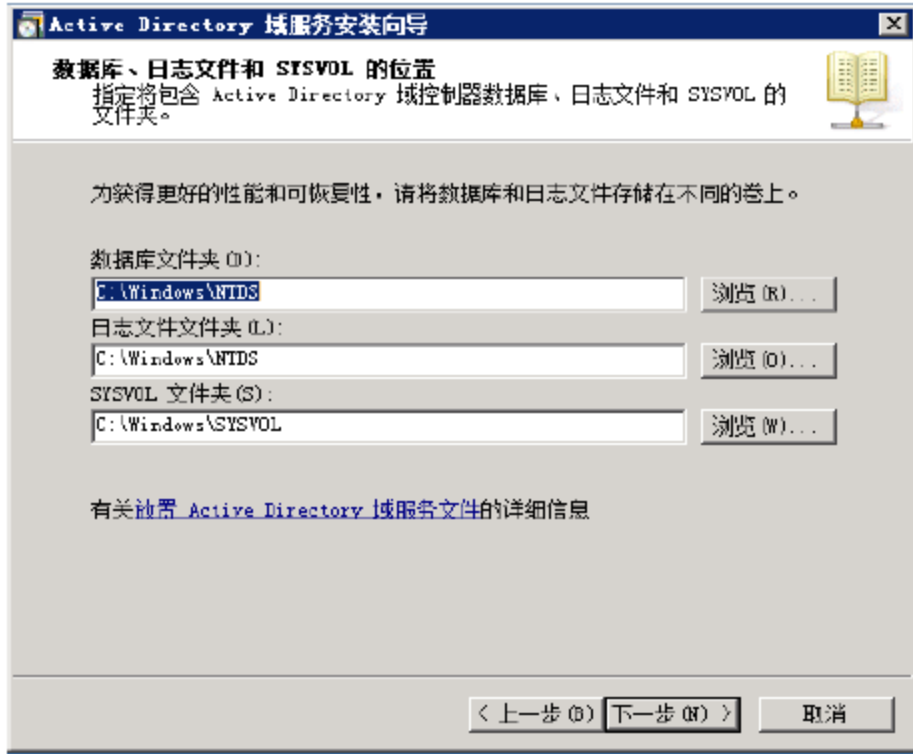 Active Directory 域服务安装向导
数据库、日志文件和 SYSVOL 的位置
指定将包含 Active Directory 域控制器数据库、日志文件和 SYSVOL 的
文件夹。
为获得更好的性能和可恢复性，请将数据库和日志文件存储在不同的卷上。
数据库文件夹(D):
C:\Windows\NTDS
浏览(R)...
日志文件文件夹(L):
C:\Windows\NTDS
浏览(O)...
SYSVOL 文件夹(S):
C:\Windows\SYSVOL
浏览(W)...
有关放置 Active Directory 域服务文件的详细信息
< 上一步(B) 下一步(N) > 取消